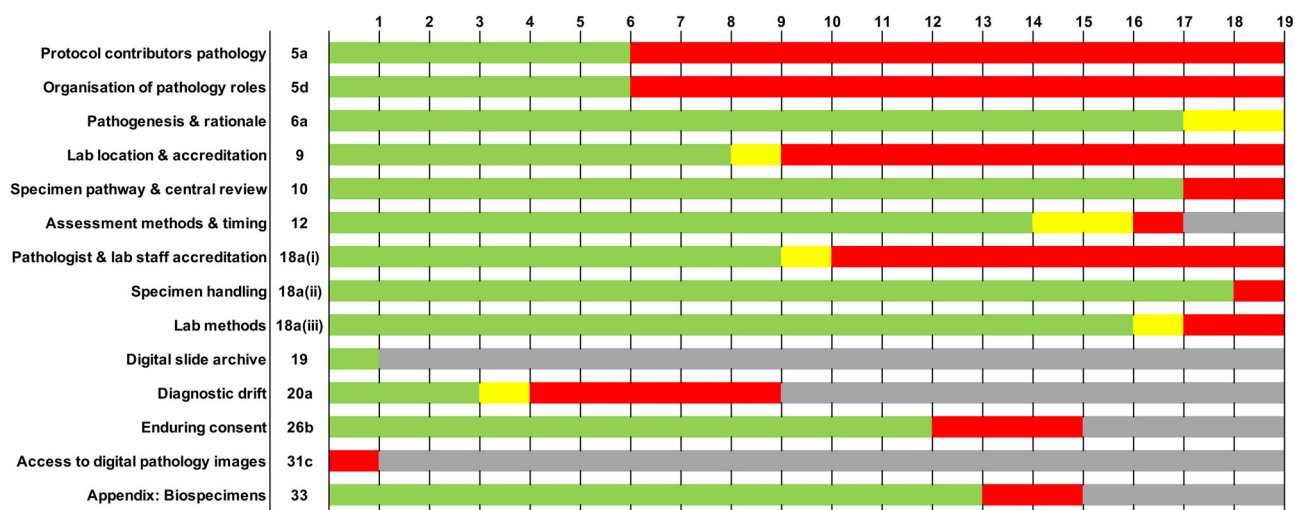 1 2 3 4 5 6 7 8 9 10 11 12 13 14 15 16 17 18 19
Protocol contributors pathology 5a
Organisation of pathology roles 5d
Pathogenesis & rationale 6a
Lab location & accreditation 9
Specimen pathway & central review 10
Assessment methods & timing 12
Pathologist & lab staff accreditation 18a(i)
Specimen handling 18a(ii)
Lab methods 18a(iii)
Digital slide archive 19
Diagnostic drift 20a
Enduring consent 26b
Access to digital pathology images 31c
Appendix: Biospecimens 33